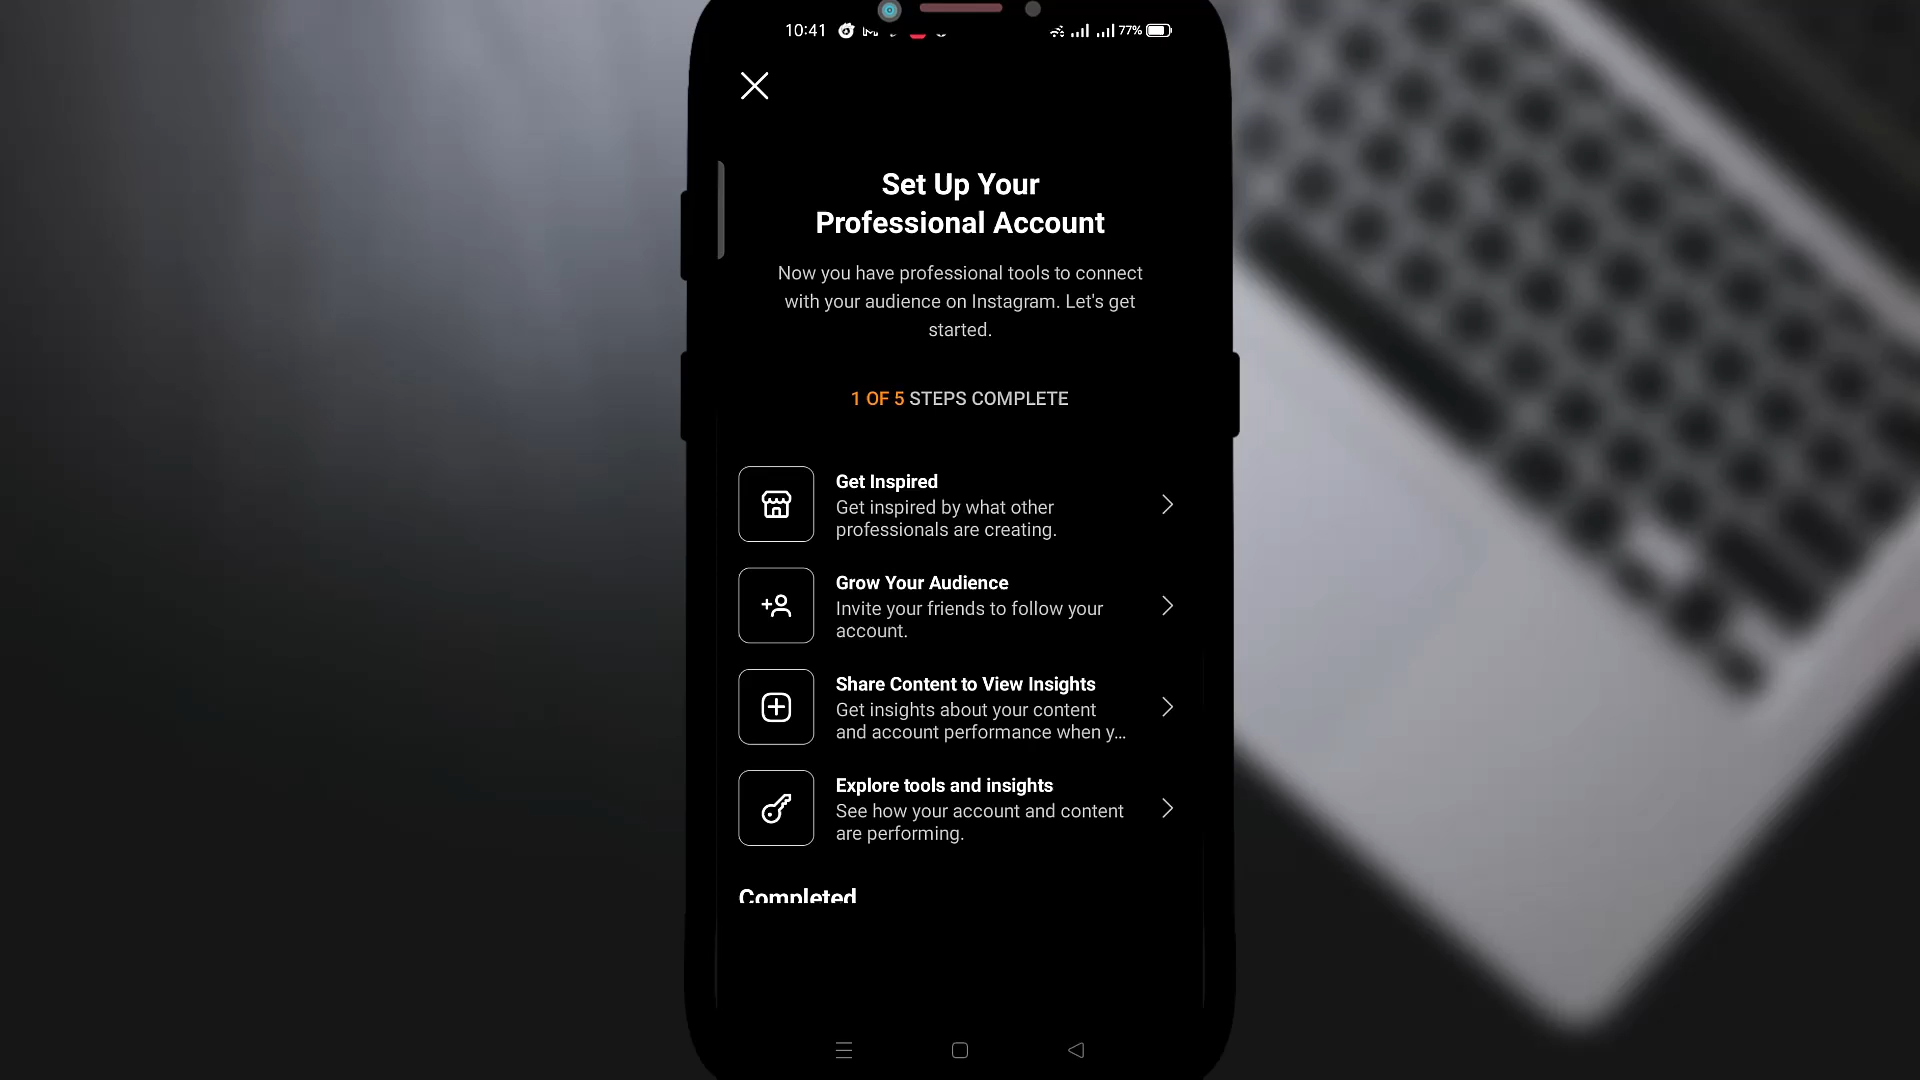 10:41
77%
Set Up Your
Professional Account
Now you have professional tools to connect
with your audience on Instagram. Let's get
started.
1 OF 5 STEPS COMPLETE
Get Inspired
Get inspired by what other
professionals are creating.
Grow Your Audience
Invite your friends to follow your
account.
Share Content to View Insights
Get insights about your content
and account performance when y...
Explore tools and insights
See how your account and content
are performing.
Completed